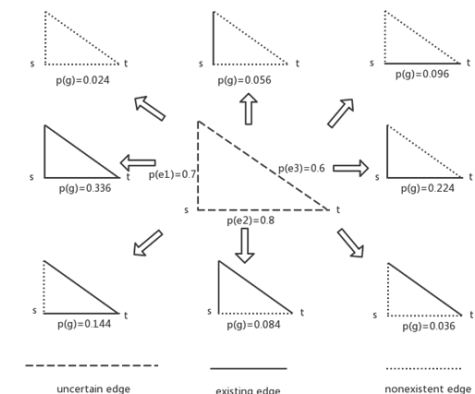 s t
p(g)=0.024
s t
p(g)=0.056
s t
p(g)=0.096
s t
p(g)=0.336
p(e1)=0.7
p(e3)=0.6
s t
p(e2)=0.8
s t
p(g)=0.224
s t
p(g)=0.144
s t
p(g)=0.084
s t
p(g)=0.036
uncertain edge
existing edge
nonexistent edge